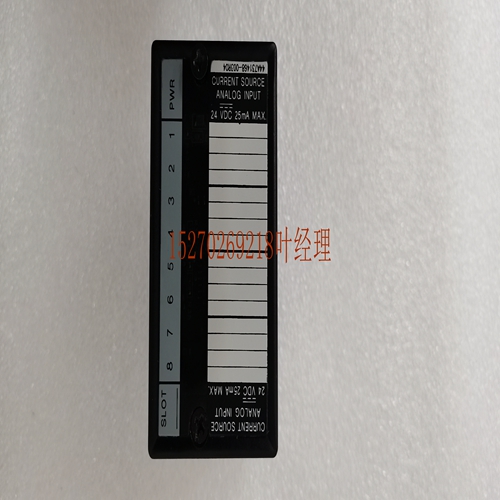 44A731468-003R04
CURRENT SOURCE
ANALOG INPUT
24 VDC 25mA MAX.
PWR
1
2
3
4
5
6
7
8
SLOT
15270269218叶经理
24 VDC 25mA MAX.
ANALOG INPUT
CURRENT SOURCE